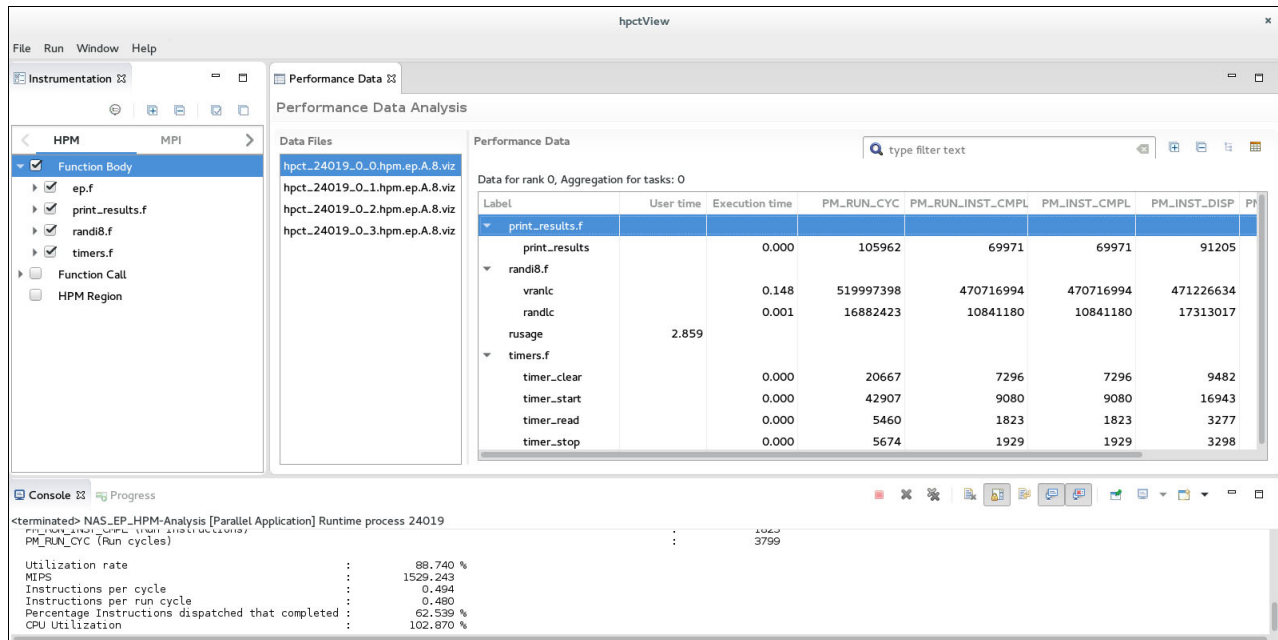 hpctView
File Run Window Help
Instrumentation
HPM MPI
Function Body
ep.f
print_results.f
randi8.f
timers.f
Function Call
HPM Region
Performance Data
Performance Data Analysis
Data Files
hpct_24019_0_0.hpm.ep.A.8.viz
hpct_24019_0_1.hpm.ep.A.8.viz
hpct_24019_0_2.hpm.ep.A.8.viz
hpct_24019_0_3.hpm.ep.A.8.viz
Performance Data
type filter text
Data for rank 0, Aggregation for tasks: 0
Label User time Execution time PM_RUN_CYC PM_RUN_INST_CMPL PM_INST_CMPL PM_INST_DISP
print_results.f
print_results 0.000 105962 69971 69971 91205
randi8.f
vranlc 0.148 519997398 470716994 470716994 471226634
randlc 0.001 16882423 10841180 10841180 17313017
rusage 2.859
timers.f
timer_clear 0.000 20667 7296 7296 9482
timer_start 0.000 42907 9080 9080 16943
timer_read 0.000 5460 1823 1823 3277
timer_stop 0.000 5674 1929 1929 3298
Console Progress
<terminated> NAS_EP_HPM-Analysis [Parallel Application] Runtime process 24019
PM_RUN_INST_CMPL (Run instructions) : 1823
PM_RUN_CYC (Run cycles) : 3799
Utilization rate : 88.740 %
MIPS : 1529.243
Instructions per cycle : 0.494
Instructions per run cycle : 0.480
Percentage Instructions dispatched that completed : 62.539 %
CPU Utilization : 102.870 %